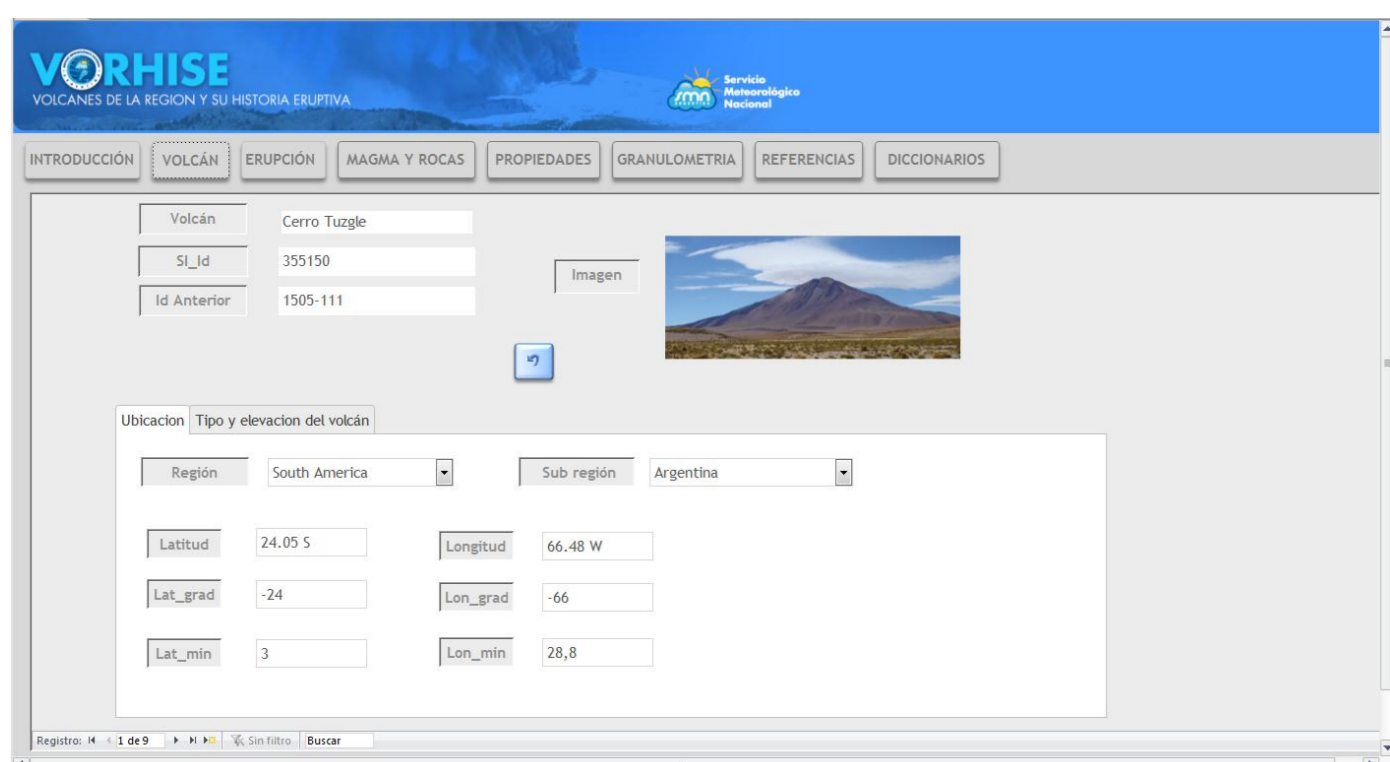 VORHISE
VOLCANES DE LA REGION Y SU HISTORIA ERUPTIVA
smn
Servicio
Meteorológico
Nacional
INTRODUCCIÓN VOLCÁN ERUPCIÓN MAGMA Y ROCAS PROPIEDADES GRANULOMETRIA REFERENCIAS DICCIONARIOS
Volcán Cerro Tuzgle
SI_Id 355150
Imagen
Id Anterior 1505-111
Ubicacion Tipo y elevacion del volcán
Región South America Sub región Argentina
Latitud 24.05 S Longitud 66.48 W
Lat_grad -24 Lon_grad -66
Lat_min 3 Lon_min 28,8
Registro: 1 de 9 Sin filtro Buscar